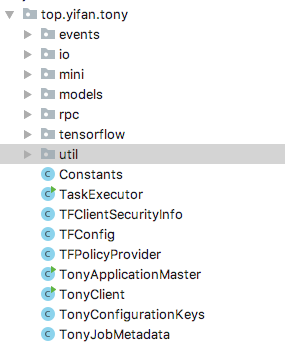 top.yifan.tony
events
io
mini
models
rpc
tensorflow
util
Constants
TaskExecutor
TFClientSecurityInfo
TFConfig
TFPolicyProvider
TonyApplicationMaster
TonyClient
TonyConfigurationKeys
TonyJobMetadata